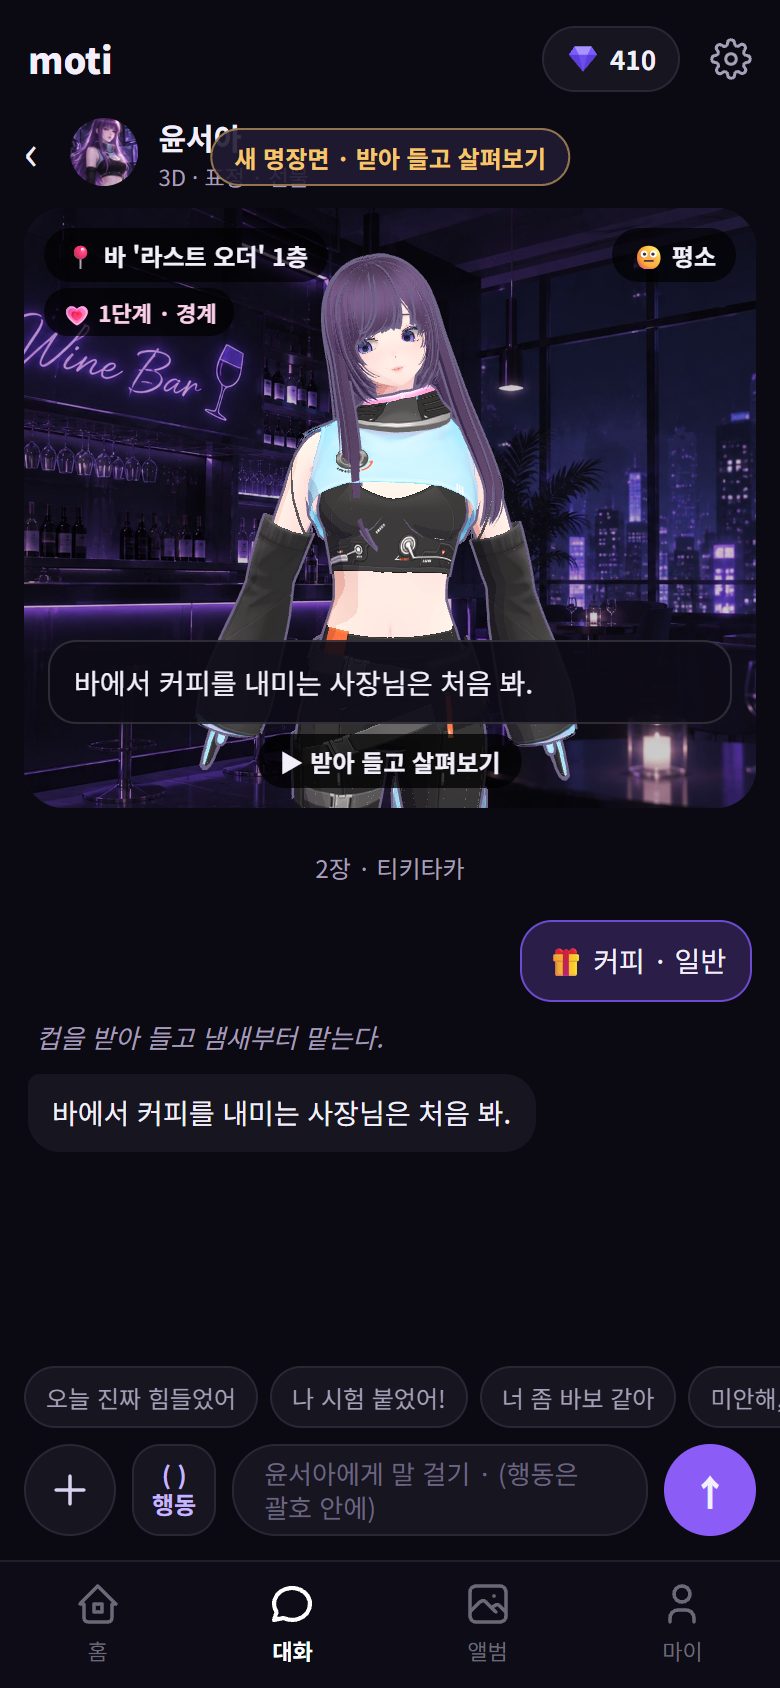 moti
410
윤서아
새 명장면 · 받아 들고 살펴보기
3D · 표정 · 선물
바 '라스트 오더' 1층
평소
1단계 · 경계
Wine Bar
바에서 커피를 내미는 사장님은 처음 봐.
▶ 받아 들고 살펴보기
2장 · 티키타카
커피 · 일반
컵을 받아 들고 냄새부터 맡는다.
바에서 커피를 내미는 사장님은 처음 봐.
오늘 진짜 힘들었어
나 시험 붙었어!
너 좀 바보 같아
미안해,
( )
행동
윤서아에게 말 걸기 · (행동은
괄호 안에)
홈
대화
앨범
마이